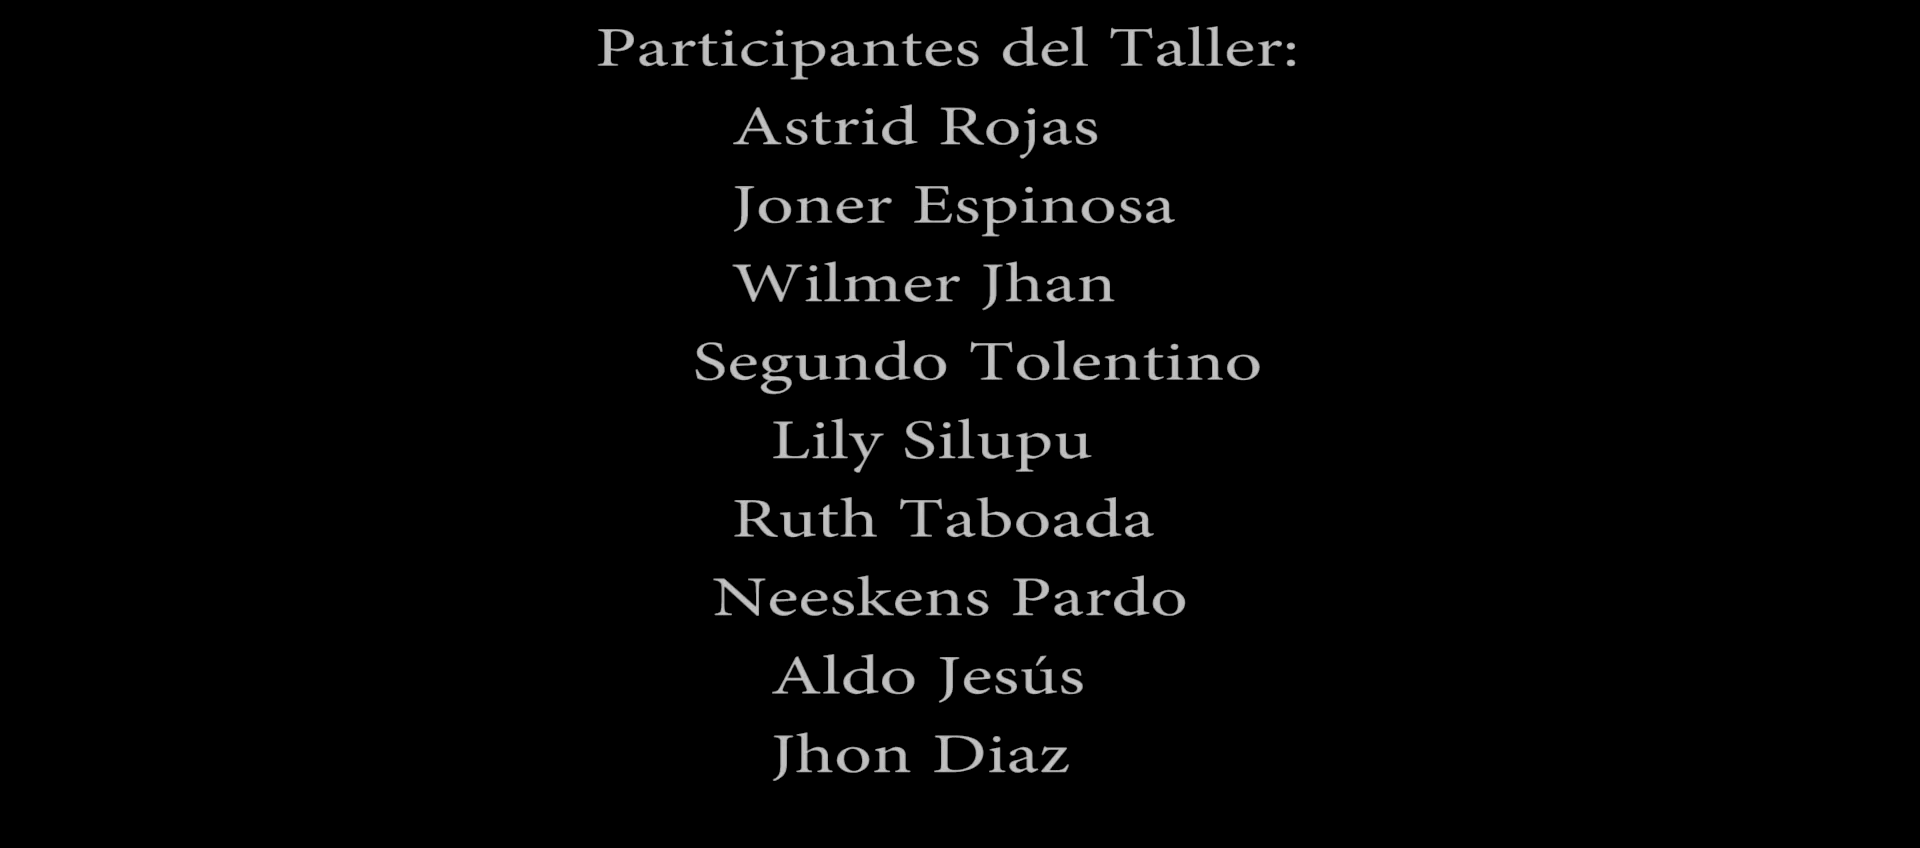 Participantes del Taller:
Astrid Rojas
Joner Espinosa
Wilmer Jhan
Segundo Tolentino
Lily Silupu
Ruth Taboada
Neeskens Pardo
Aldo Jesús
Jhon Diaz